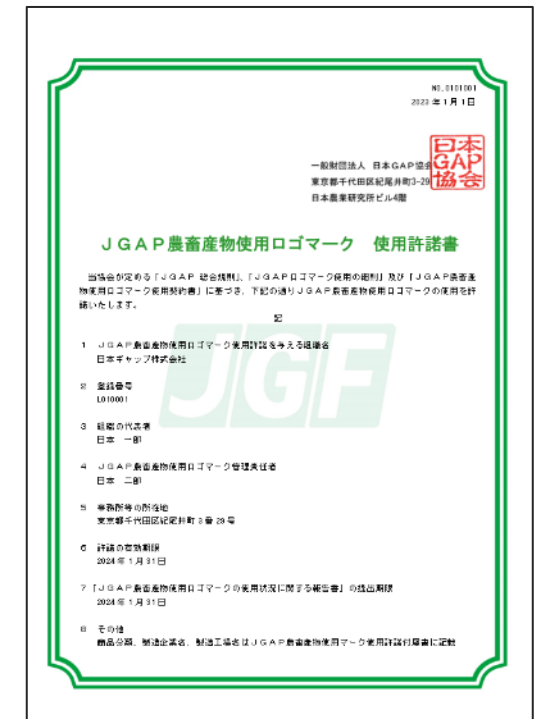 NO.0101001
2023 年 1 月 1 日
一般財団法人 日本GAP協会
東京都千代田区紀尾井町3-29
日本農業研究所ビル4階
日本
GAP
協会
JGAP農畜産物使用ロゴマーク 使用許諾書
当協会が定める「JGAP 総合規則」、「JGAPロゴマーク使用の細則」及び「JGAP農畜産
物使用ロゴマーク使用契約書」に基づき、下記の通りJGAP農畜産物使用ロゴマークの使用を許
諾いたします。
記
JGF
1 JGAP農畜産物使用ロゴマーク使用許諾を与える組織名
日本ギャップ株式会社
2 登録番号
L010001
3 組織の代表者
日本 一郎
4 JGAP農畜産物使用ロゴマーク管理責任者
日本 二郎
5 事務所等の所在地
東京都千代田区紀尾井町 3 番 29 号
6 許諾の有効期限
2024 年 1 月 31 日
7 「JGAP農畜産物使用ロゴマークの使用状況に関する報告書」の提出期限
2024 年 1 月 31 日
8 その他
商品分類、製造企業名、製造工場名はJGAP農畜産物使用マーク使用許諾付属書に記載